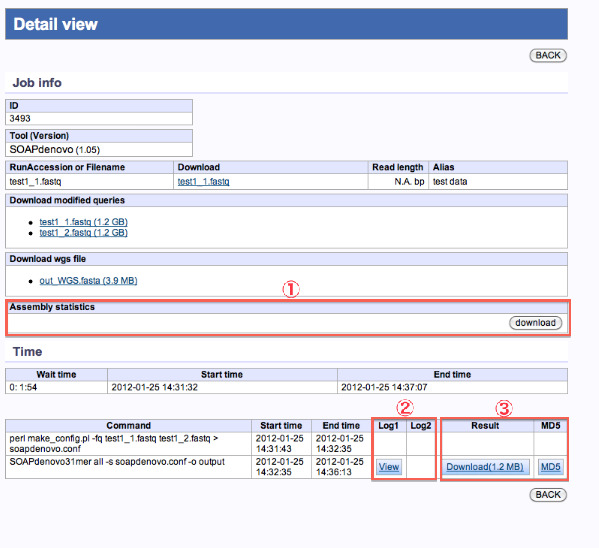 Detail view
BACK
Job info
ID
3493
Tool (Version)
SOAPdenovo (1.05)
RunAccession or Filename Download Read length Alias
test1_1.fastq test1_1.fastq N.A. bp test data
Download modified queries
test1_1.fastq (1.2 GB)
test1_2.fastq (1.2 GB)
Download wgs file
out_WGS.fasta (3.9 MB)
①
Assembly statistics
download
Time
Wait time Start time End time
0: 1:54 2012-01-25 14:31:32 2012-01-25 14:37:07
② ③
Command Start time End time Log1 Log2 Result MD5
perl make_config.pl -fq test1_1.fastq test1_2.fastq > 2012-01-25 2012-01-25
soapdenovo.conf 14:31:43 14:32:35
SOAPdenovo31mer all -s soapdenovo.conf -o output 2012-01-25 2012-01-25 View Download(1.2 MB) MD5
14:32:35 14:36:13
BACK